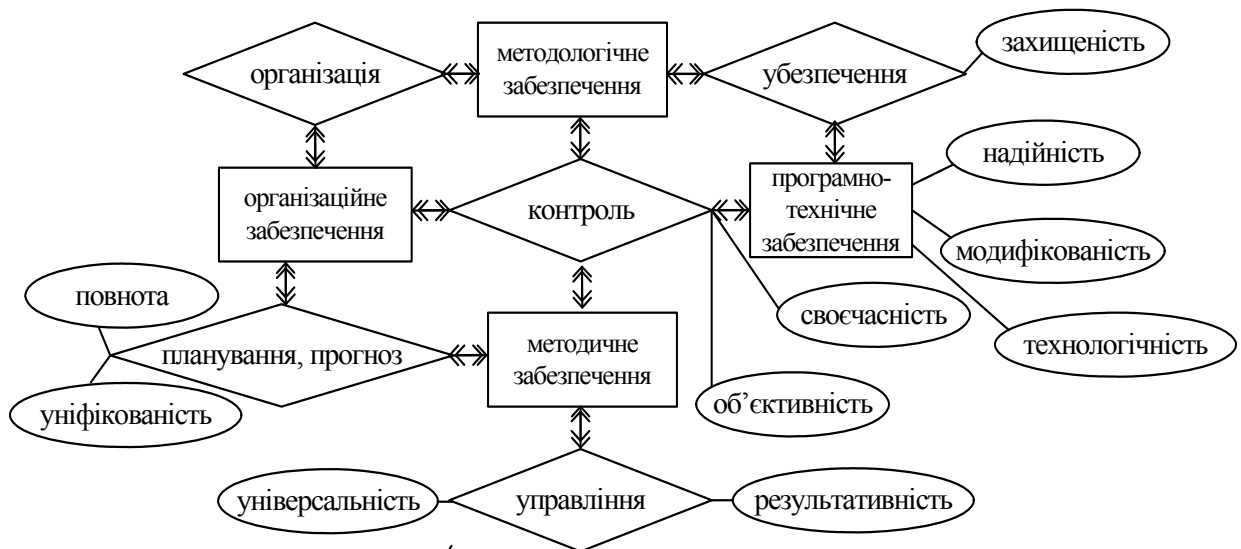 захищеність
організація
методологічне
забезпечення
убезпечення
надійність
організаційне
забезпечення
контроль
програмно-
технічне
забезпечення
модифікованість
повнота
своєчасність
планування, прогноз
методичне
забезпечення
технологічність
уніфікованість
об’єктивність
універсальність
управління
результативність